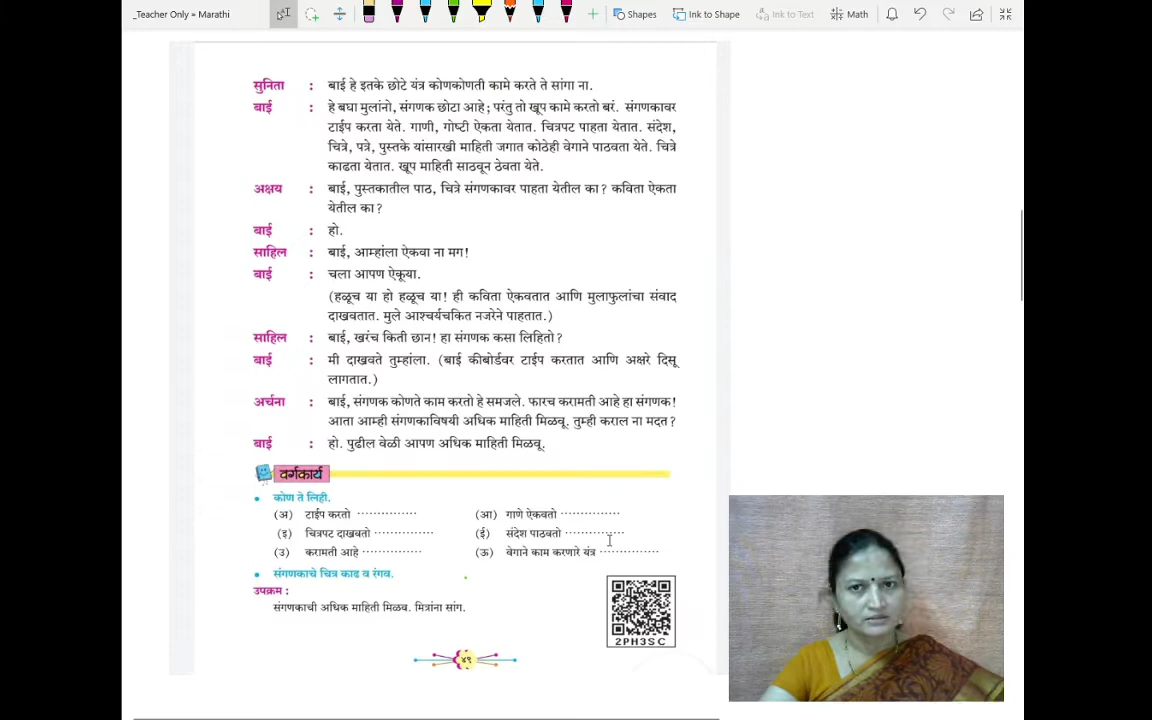 _Teacher Only = Marathi
Shapes
Ink to Shape
Ink to Text
Math
सुनिता : बाई हे इतके छोटे यंत्र कोणकोणती कामे करते ते सांगा ना.
बाई : हे बघा मुलांनो, संगणक छोटा आहे; परंतु तो खूप कामे करतो बरं. संगणकावर
टाईप करता येते. गाणी, गोष्टी ऐकता येतात. चित्रपट पाहता येतात. संदेश,
चित्रे, पत्रे, पुस्तके यांसारखी माहिती जगात कोठेही वेगाने पाठवता येते. चित्रे
काढता येतात. खूप माहिती साठवून ठेवता येते.
अक्षय : बाई, पुस्तकातील पाठ, चित्रे संगणकावर पाहता येतील का? कविता ऐकता
येतील का?
बाई : हो.
साहिल : बाई, आम्हांला ऐकवा ना मग!
बाई : चला आपण ऐकूया.
(हळूच या हो हळूच या! ही कविता ऐकवतात आणि मुलाफुलांचा संवाद
दाखवतात. मुले आश्चर्यचकित नजरेने पाहतात.)
साहिल : बाई, खरंच किती छान! हा संगणक कसा लिहितो?
बाई : मी दाखवते तुम्हांला. (बाई कीबोर्डवर टाईप करतात आणि अक्षरे दिसू
लागतात.)
अर्चना : बाई, संगणक कोणते काम करतो हे समजले. फारच करामती आहे हा संगणक!
आता आम्ही संगणकाविषयी अधिक माहिती मिळवू. तुम्ही कराल ना मदत?
बाई : हो. पुढील वेळी आपण अधिक माहिती मिळवू.
वर्गकार्य
• कोण ते लिही.
(अ) टाईप करतो ............... (आ) गाणे ऐकवतो ...............
(इ) चित्रपट दाखवतो ............... (ई) संदेश पाठवतो ...............
(उ) करामती आहे ............... (ऊ) वेगाने काम करणारे यंत्र ...............
• संगणकाचे चित्र काढ व रंगव.
उपक्रम :
संगणकाची अधिक माहिती मिळव. मित्रांना सांग.
2PH3SC
४९